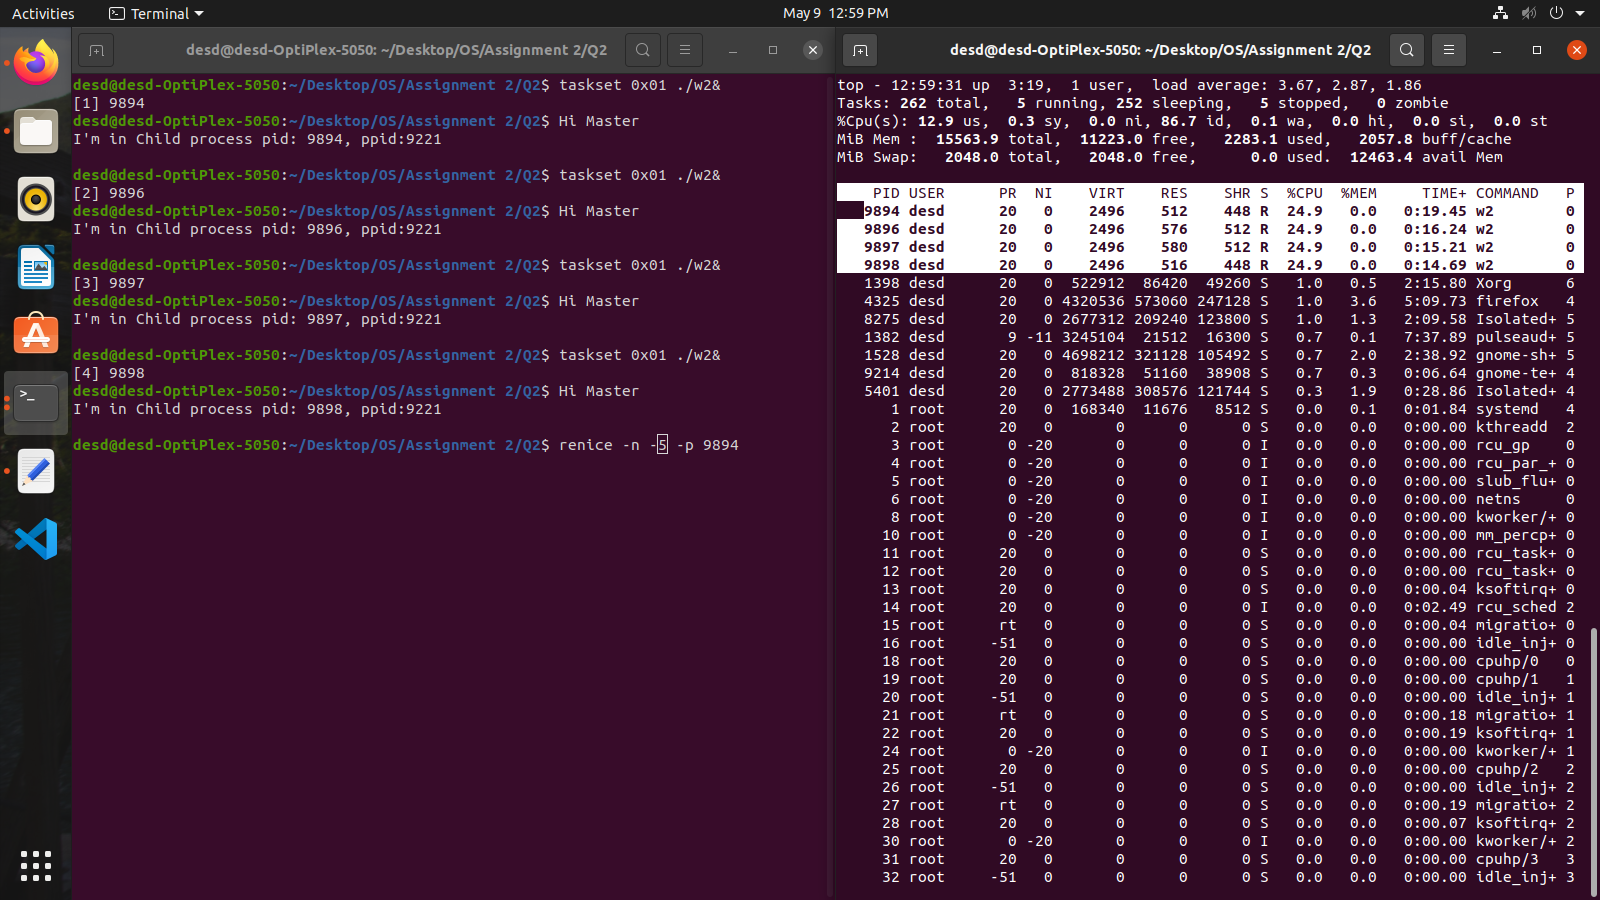 Activities
Terminal
May 9 12:59 PM
desd@desd-OptiPlex-5050: ~/Desktop/OS/Assignment 2/Q2
desd@desd-OptiPlex-5050:~/Desktop/OS/Assignment 2/Q2$ taskset 0x01 ./w2&
[1] 9894
desd@desd-OptiPlex-5050:~/Desktop/OS/Assignment 2/Q2$ Hi Master
I'm in Child process pid: 9894, ppid:9221
desd@desd-OptiPlex-5050:~/Desktop/OS/Assignment 2/Q2$ taskset 0x01 ./w2&
[2] 9896
desd@desd-OptiPlex-5050:~/Desktop/OS/Assignment 2/Q2$ Hi Master
I'm in Child process pid: 9896, ppid:9221
desd@desd-OptiPlex-5050:~/Desktop/OS/Assignment 2/Q2$ taskset 0x01 ./w2&
[3] 9897
desd@desd-OptiPlex-5050:~/Desktop/OS/Assignment 2/Q2$ Hi Master
I'm in Child process pid: 9897, ppid:9221
desd@desd-OptiPlex-5050:~/Desktop/OS/Assignment 2/Q2$ taskset 0x01 ./w2&
[4] 9898
desd@desd-OptiPlex-5050:~/Desktop/OS/Assignment 2/Q2$ Hi Master
I'm in Child process pid: 9898, ppid:9221
desd@desd-OptiPlex-5050:~/Desktop/OS/Assignment 2/Q2$ renice -n -5 -p 9894
desd@desd-OptiPlex-5050: ~/Desktop/OS/Assignment 2/Q2
top - 12:59:31 up  3:19,  1 user,  load average: 3.67, 2.87, 1.86
Tasks: 262 total,   5 running, 252 sleeping,   5 stopped,   0 zombie
%Cpu(s): 12.9 us,  0.3 sy,  0.0 ni, 86.7 id,  0.1 wa,  0.0 hi,  0.0 si,  0.0 st
MiB Mem :  15563.9 total,  11223.0 free,   2283.1 used,   2057.8 buff/cache
MiB Swap:   2048.0 total,   2048.0 free,      0.0 used.  12463.4 avail Mem
PID USER PR NI VIRT RES SHR S %CPU %MEM TIME+ COMMAND P
9894 desd 20 0 2496 512 448 R 24.9 0.0 0:19.45 w2 0
9896 desd 20 0 2496 576 512 R 24.9 0.0 0:16.24 w2 0
9897 desd 20 0 2496 580 512 R 24.9 0.0 0:15.21 w2 0
9898 desd 20 0 2496 516 448 R 24.9 0.0 0:14.69 w2 0
1398 desd 20 0 522912 86420 49260 S 1.0 0.5 2:15.80 Xorg 6
4325 desd 20 0 4320536 573060 247128 S 1.0 3.6 5:09.73 firefox 4
8275 desd 20 0 2677312 209240 123800 S 1.0 1.3 2:09.58 Isolated+ 5
1382 desd 9 -11 3245104 21512 16300 S 0.7 0.1 7:37.89 pulseaud+ 5
1528 desd 20 0 4698212 321128 105492 S 0.7 2.0 2:38.92 gnome-sh+ 5
9214 desd 20 0 818328 51160 38908 S 0.7 0.3 0:06.64 gnome-te+ 4
5401 desd 20 0 2773488 308576 121744 S 0.3 1.9 0:28.86 Isolated+ 4
1 root 20 0 168340 11676 8512 S 0.0 0.1 0:01.84 systemd 4
2 root 20 0 0 0 0 S 0.0 0.0 0:00.00 kthreadd 2
3 root 0 -20 0 0 0 I 0.0 0.0 0:00.00 rcu_gp 0
4 root 0 -20 0 0 0 I 0.0 0.0 0:00.00 rcu_par_+ 0
5 root 0 -20 0 0 0 I 0.0 0.0 0:00.00 slub_flu+ 0
6 root 0 -20 0 0 0 I 0.0 0.0 0:00.00 netns 0
8 root 0 -20 0 0 0 I 0.0 0.0 0:00.00 kworker/+ 0
10 root 0 -20 0 0 0 I 0.0 0.0 0:00.00 mm_percp+ 0
11 root 20 0 0 0 0 S 0.0 0.0 0:00.00 rcu_task+ 0
12 root 20 0 0 0 0 S 0.0 0.0 0:00.00 rcu_task+ 0
13 root 20 0 0 0 0 S 0.0 0.0 0:00.04 ksoftirq+ 0
14 root 20 0 0 0 0 I 0.0 0.0 0:02.49 rcu_sched 2
15 root rt 0 0 0 0 S 0.0 0.0 0:00.04 migratio+ 0
16 root -51 0 0 0 0 S 0.0 0.0 0:00.00 idle_inj+ 0
18 root 20 0 0 0 0 S 0.0 0.0 0:00.00 cpuhp/0 0
19 root 20 0 0 0 0 S 0.0 0.0 0:00.00 cpuhp/1 1
20 root -51 0 0 0 0 S 0.0 0.0 0:00.00 idle_inj+ 1
21 root rt 0 0 0 0 S 0.0 0.0 0:00.18 migratio+ 1
22 root 20 0 0 0 0 S 0.0 0.0 0:00.19 ksoftirq+ 1
24 root 0 -20 0 0 0 I 0.0 0.0 0:00.00 kworker/+ 1
25 root 20 0 0 0 0 S 0.0 0.0 0:00.00 cpuhp/2 2
26 root -51 0 0 0 0 S 0.0 0.0 0:00.00 idle_inj+ 2
27 root rt 0 0 0 0 S 0.0 0.0 0:00.19 migratio+ 2
28 root 20 0 0 0 0 S 0.0 0.0 0:00.07 ksoftirq+ 2
30 root 0 -20 0 0 0 I 0.0 0.0 0:00.00 kworker/+ 2
31 root 20 0 0 0 0 S 0.0 0.0 0:00.00 cpuhp/3 3
32 root -51 0 0 0 0 S 0.0 0.0 0:00.00 idle_inj+ 3